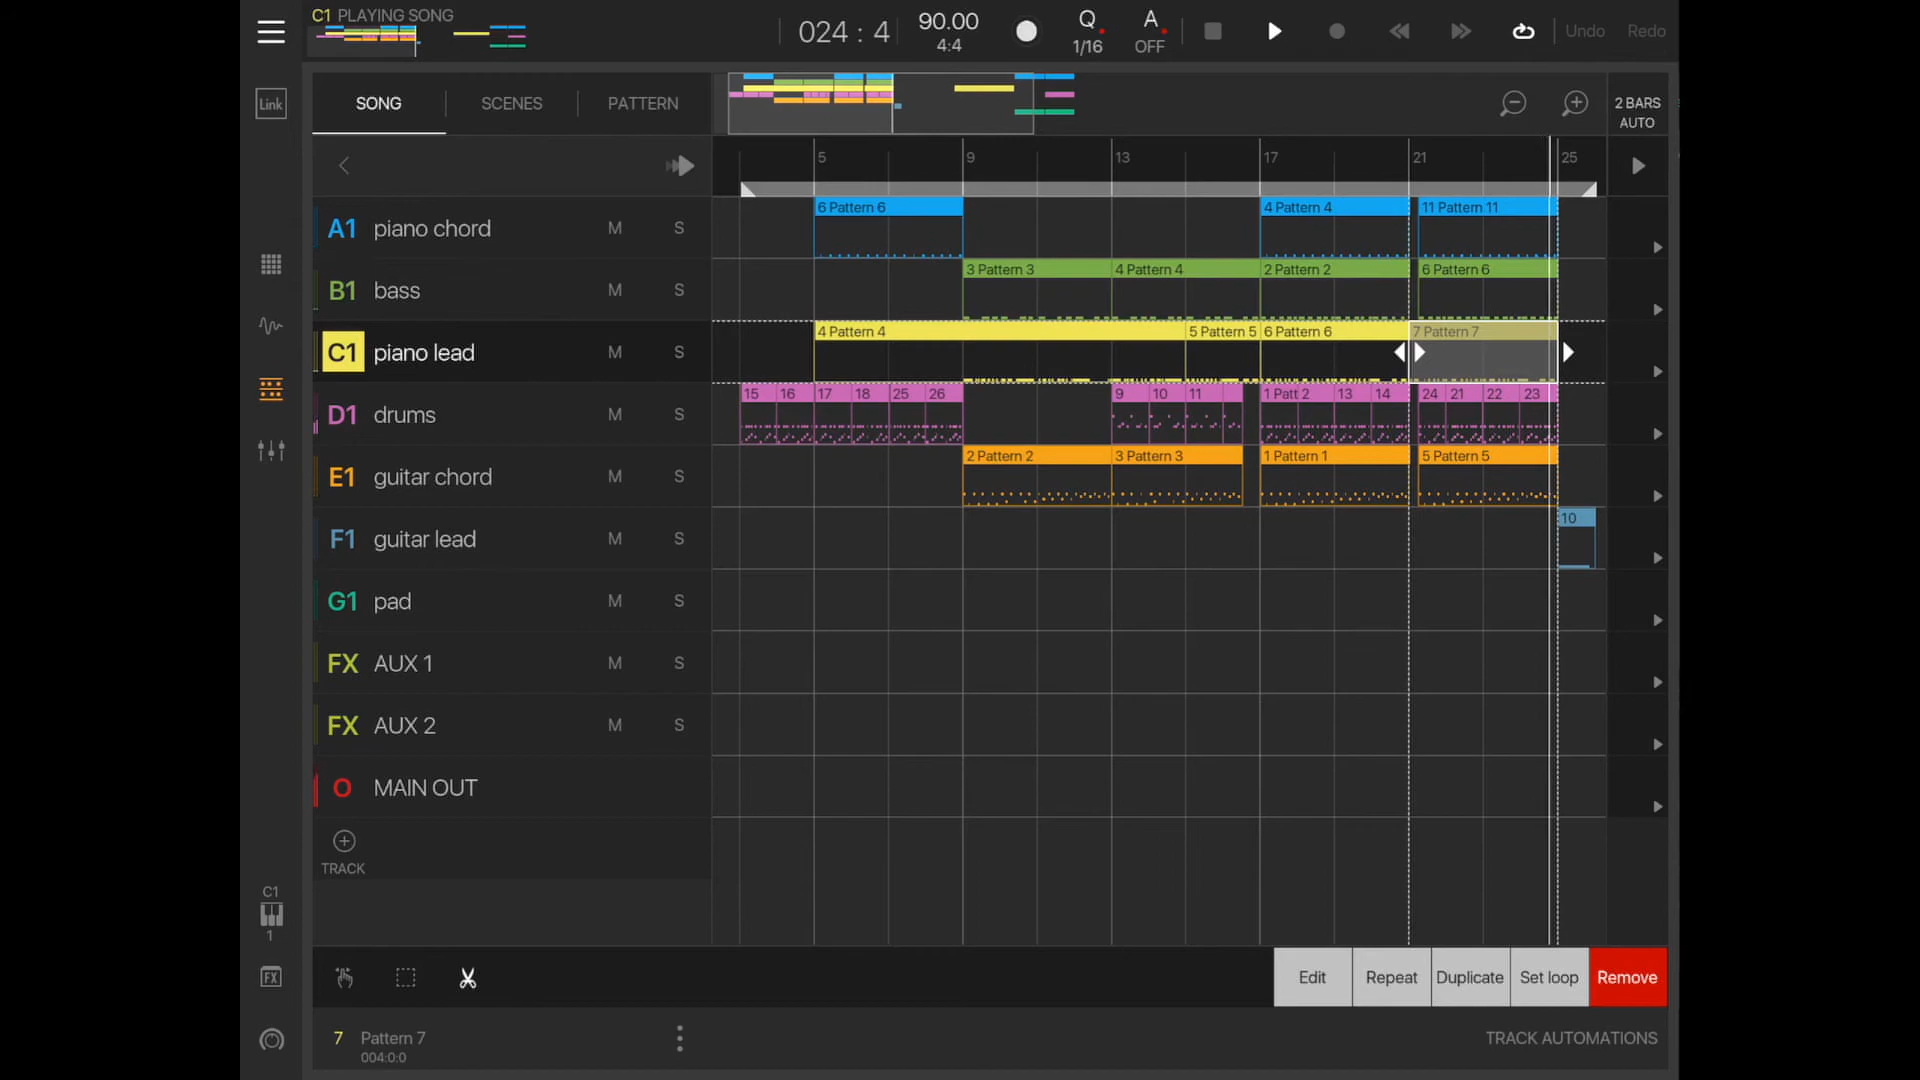 C1 PLAYING SONG
024 : 4
90.00
4:4
Q
1/16
A
OFF
Undo
Redo
Link
SONG
SCENES
PATTERN
2 BARS
AUTO
5
9
13
17
21
25
A1 piano chord M S
6 Pattern 6
4 Pattern 4
11 Pattern 11
B1 bass M S
3 Pattern 3
4 Pattern 4
2 Pattern 2
6 Pattern 6
C1 piano lead M S
4 Pattern 4
5 Pattern 5
6 Pattern 6
7 Pattern 7
D1 drums M S
15 16 17 18 25 26
9 10 11
1 Patt 2 13 14
24 21 22 23
E1 guitar chord M S
2 Pattern 2
3 Pattern 3
1 Pattern 1
5 Pattern 5
F1 guitar lead M S
10
G1 pad M S
FX AUX 1 M S
FX AUX 2 M S
O MAIN OUT
TRACK
C1
1
FX
Edit
Repeat
Duplicate
Set loop
Remove
7 Pattern 7
004:0:0
TRACK AUTOMATIONS